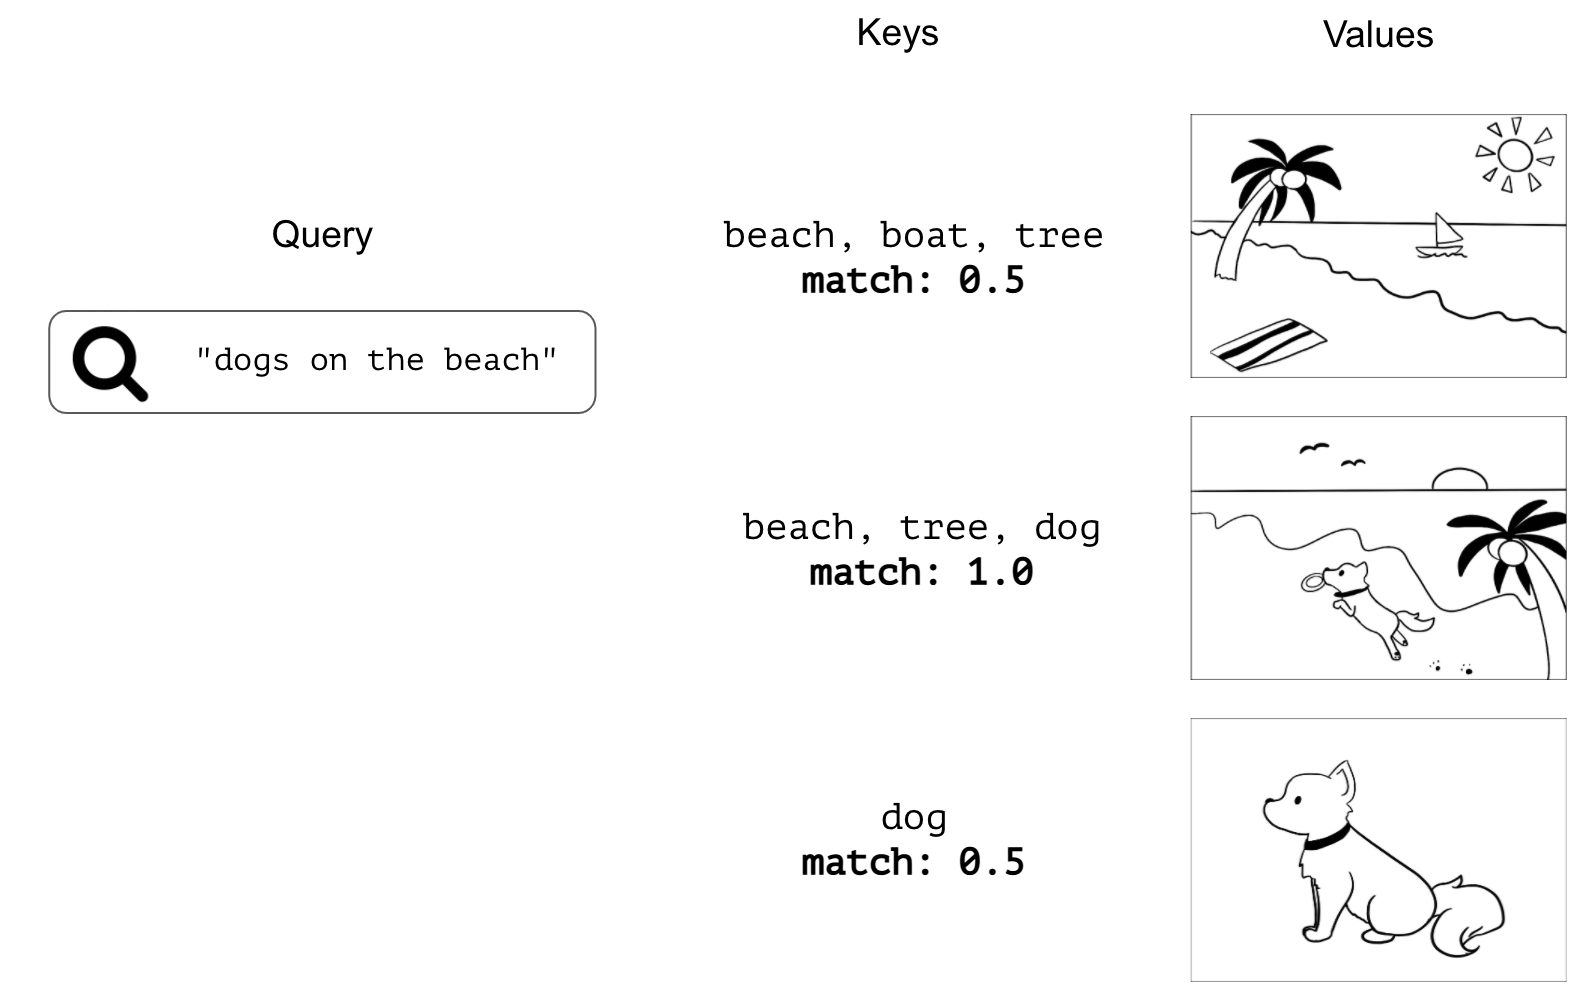 Keys
Values
Query
"dogs on the beach"
beach, boat, tree
match: 0.5
beach, tree, dog
match: 1.0
dog
match: 0.5